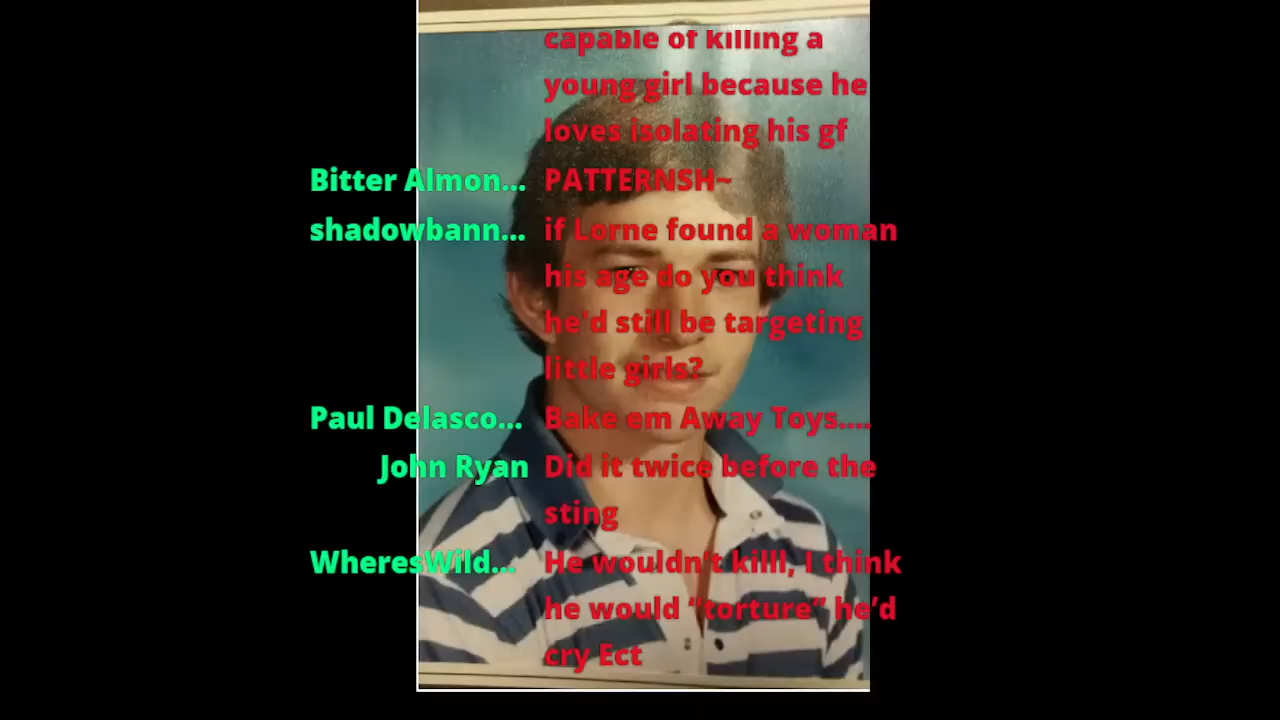 capable of killing a
young girl because he
loves isolating his gf
Bitter Almon... PATTERNSH~
shadowbann... if Lorne found a woman
his age do you think
he'd still be targeting
little girls?
Paul Delasco... Bake em Away Toys....
John Ryan Did it twice before the
sting
WheresWild... He wouldn't killl, I think
he would “torture” he’d
cry Ect